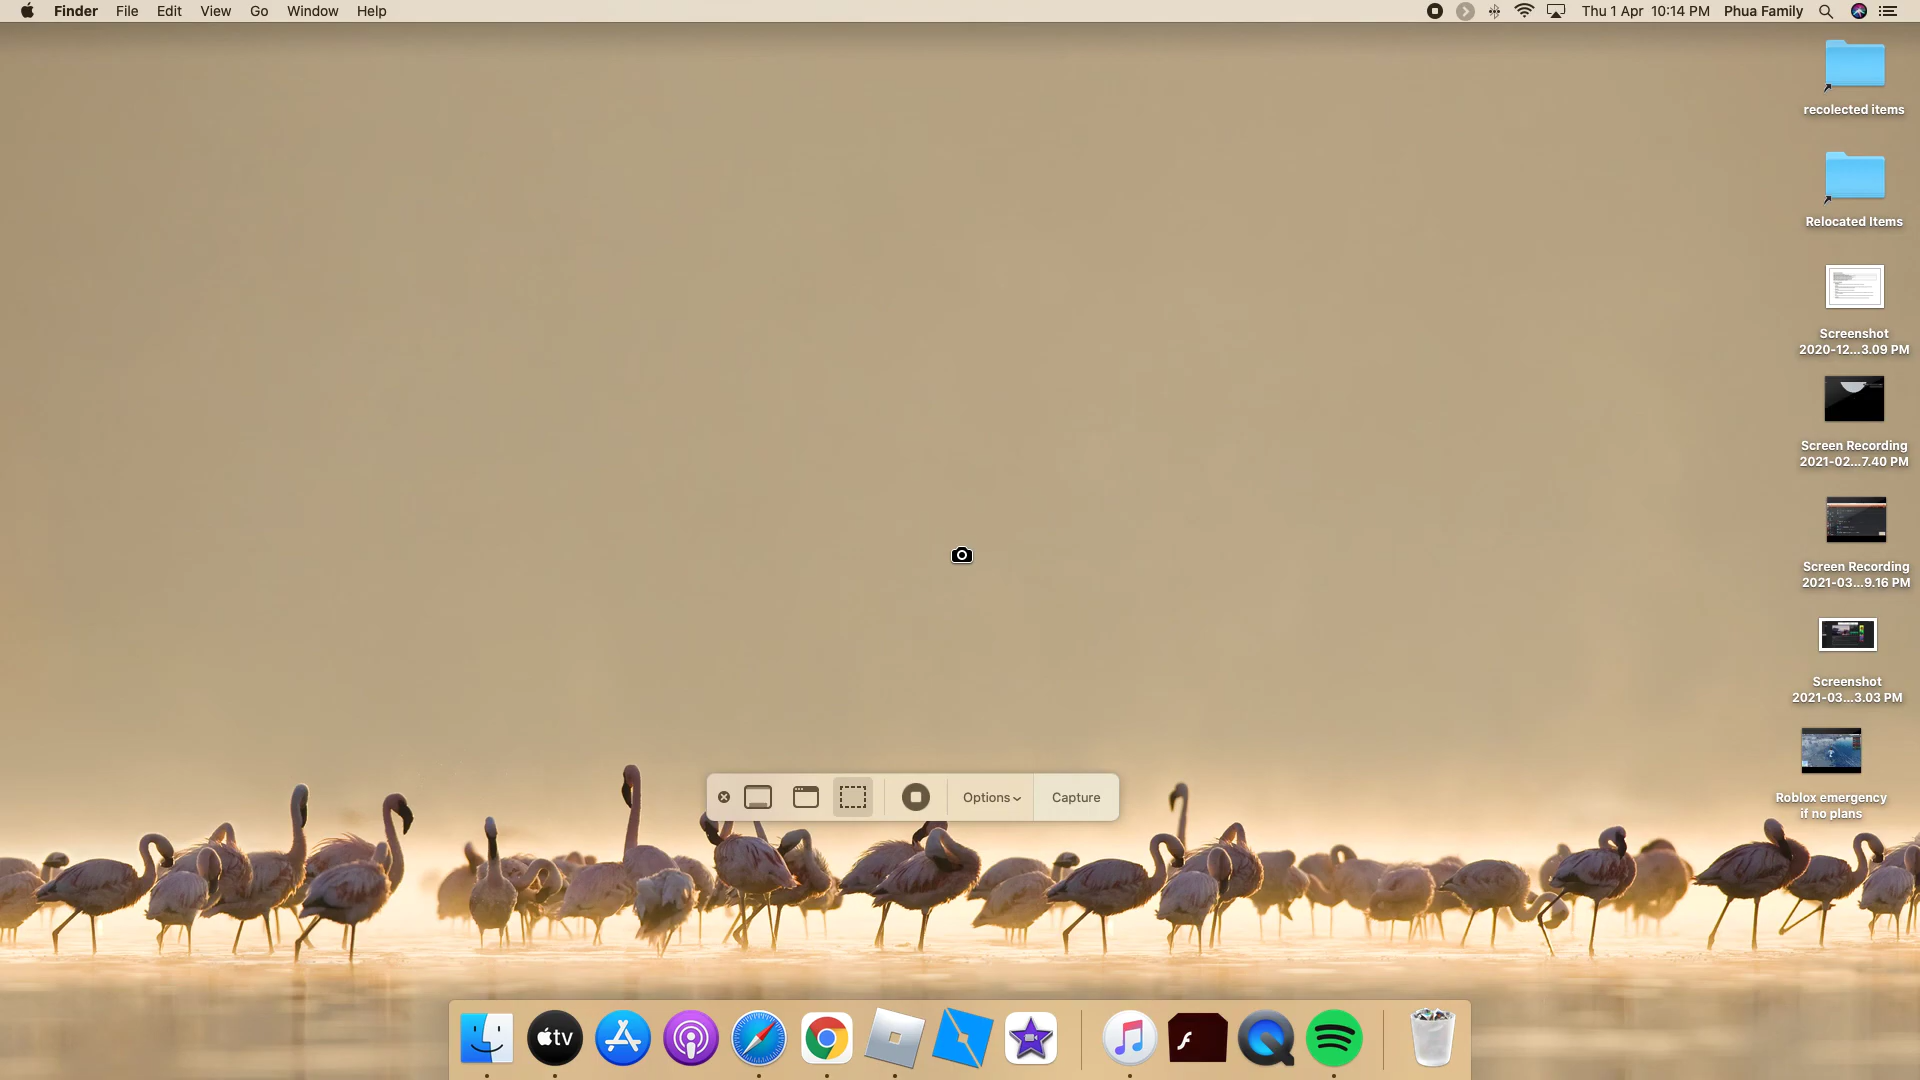 Finder File Edit View Go Window Help Thu 1 Apr 10:14 PM Phua Family
recolected items
Relocated Items
Screenshot
2020-12...3.09 PM
Screen Recording
2021-02...7.40 PM
Screen Recording
2021-03...9.16 PM
Screenshot
2021-03...3.03 PM
Roblox emergency
if no plans
Options Capture
tv